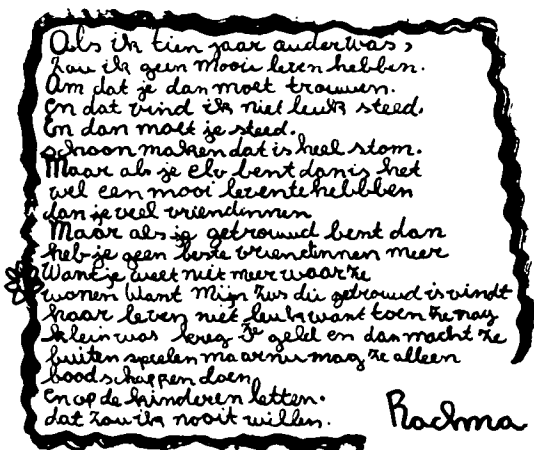 Als ik tien jaar auder was,
Zou ik geen mooi leven hebben.
Om dat je dan moet trouwen.
en dat vind ik niet leuk steed.
En dan moet je steed.
schoon maken dat is heel stom.
Maar als je elv bent dan is het
wel een mooi leven te hebbben
dan je veel vriendinnen
Maar als je getrouwd bent dan
heb je geen beste vriendinnen meer
Want je weet niet meer waar ze
wonen Want mijn zus die getrouwd is vindt
haar leven niet leuk want toen ze nog
klein was kreg ze geld en dan macht ze
buiten spelen maar nu mag ze alleen
boodschappen doen
en op de kinderen letten.
dat zou ik nooit willen.
Rachma